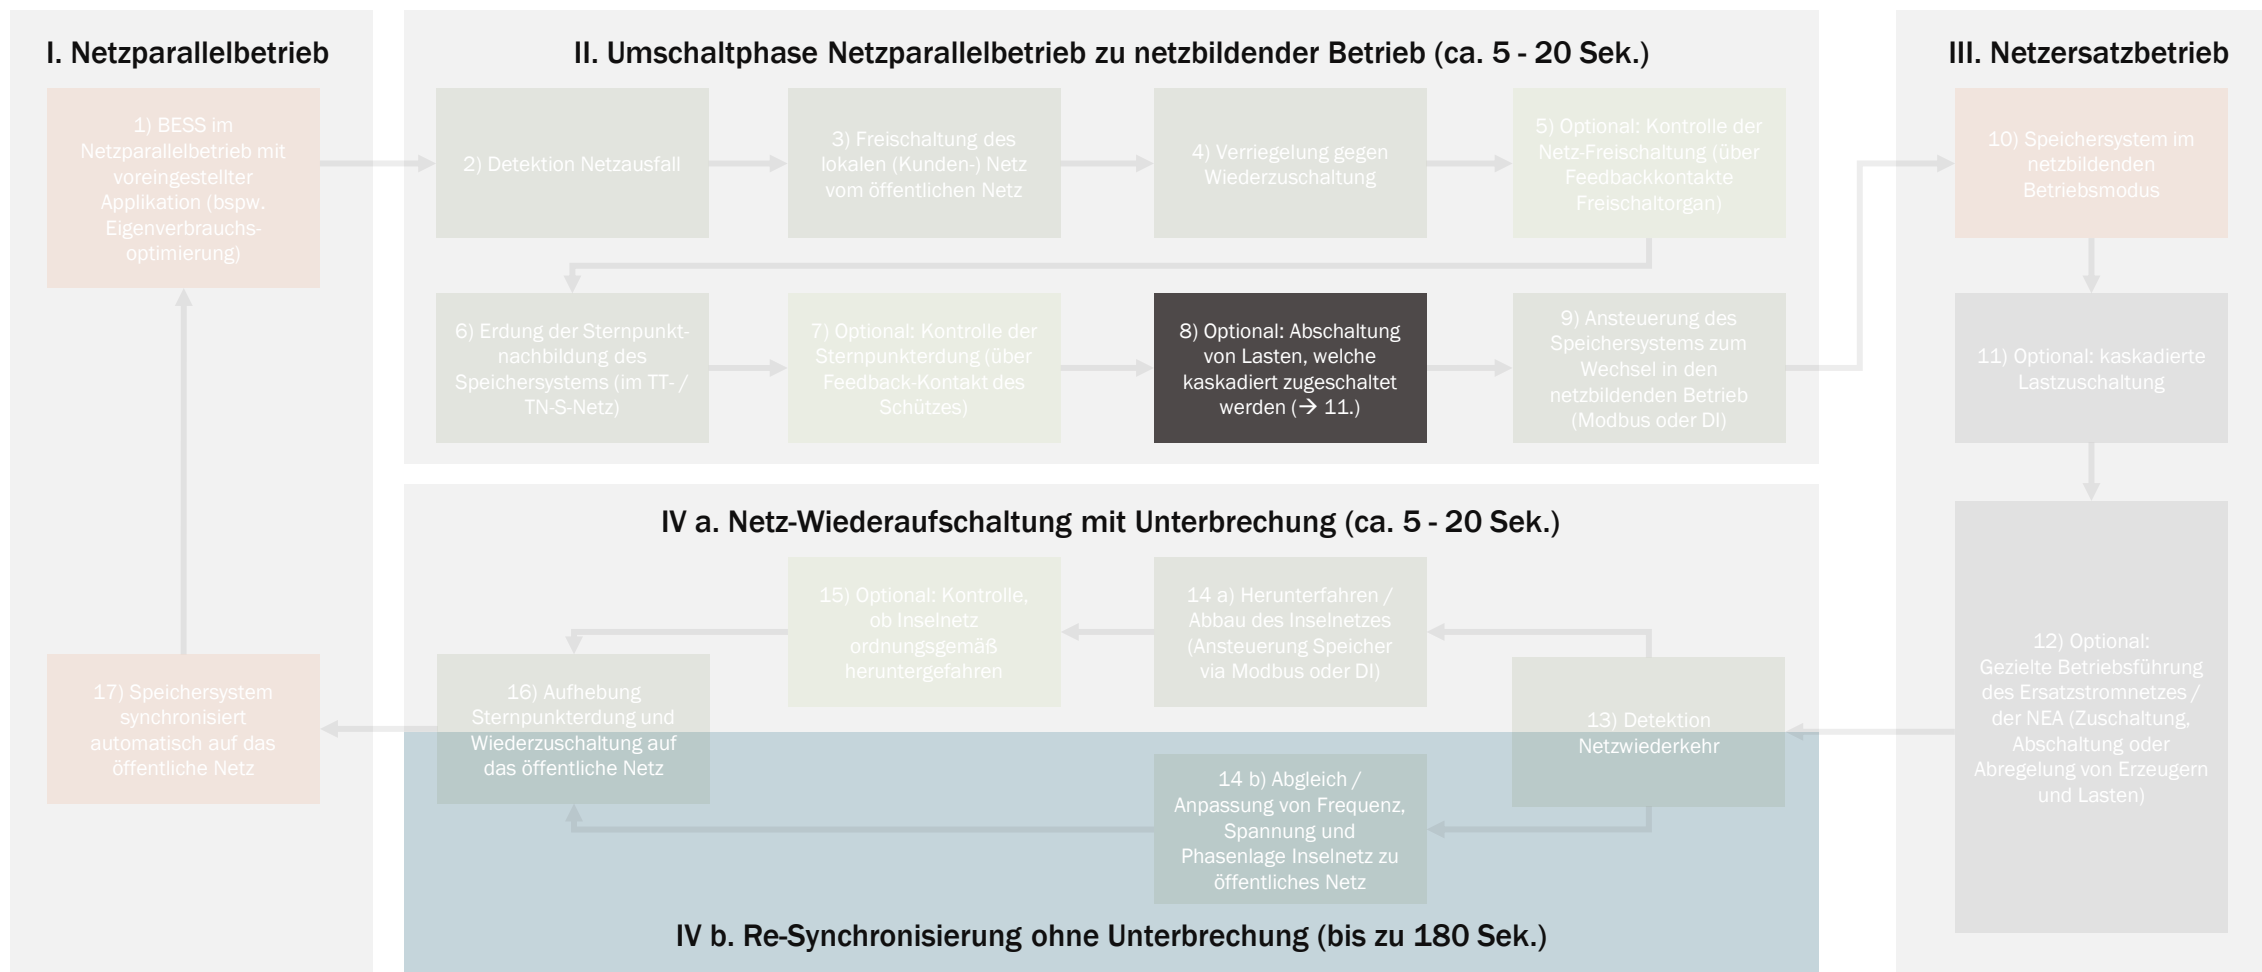 I. Netzparallelbetrieb
II. Umschaltphase Netzparallelbetrieb zu netzbildender Betrieb (ca. 5 - 20 Sek.)
III. Netzersatzbetrieb
1) BESS im
Netzparallelbetrieb mit
voreingestellter
Applikation (bspw.
Eigenverbrauchs-
optimierung)
2) Detektion Netzausfall
3) Freischaltung des
lokalen (Kunden-) Netz
vom öffentlichen Netz
4) Verriegelung gegen
Wiederzuschaltung
5) Optional: Kontrolle der
Netz-Freischaltung (über
Feedbackkontakte
Freischaltorgan)
6) Erdung der Sternpunkt-
nachbildung des
Speichersystems (im TT- /
TN-S-Netz)
7) Optional: Kontrolle der
Sternpunkterdung (über
Feedback-Kontakt des
Schützes)
8) Optional: Abschaltung
von Lasten, welche
kaskadiert zugeschaltet
werden (→ 11.)
9) Ansteuerung des
Speichersystems zum
Wechsel in den
netzbildenden Betrieb
(Modbus oder DI)
10) Speichersystem im
netzbildenden
Betriebsmodus
11) Optional: kaskadierte
Lastzuschaltung
12) Optional:
Gezielte Betriebsführung
des Ersatzstromnetzes /
der NEA (Zuschaltung,
Abschaltung oder
Abregelung von Erzeugern
und Lasten)
IV a. Netz-Wiederaufschaltung mit Unterbrechung (ca. 5 - 20 Sek.)
13) Detektion
Netzwiederkehr
14 a) Herunterfahren /
Abbau des Inselnetzes
(Ansteuerung Speicher
via Modbus oder DI)
15) Optional: Kontrolle,
ob Inselnetz
ordnungsgemäß
heruntergefahren
14 b) Abgleich /
Anpassung von Frequenz,
Spannung und
Phasenlage Inselnetz zu
öffentliches Netz
16) Aufhebung
Sternpunkterdung und
Wiederzuschaltung auf
das öffentliche Netz
17) Speichersystem
synchronisiert
automatisch auf das
öffentliche Netz
IV b. Re-Synchronisierung ohne Unterbrechung (bis zu 180 Sek.)